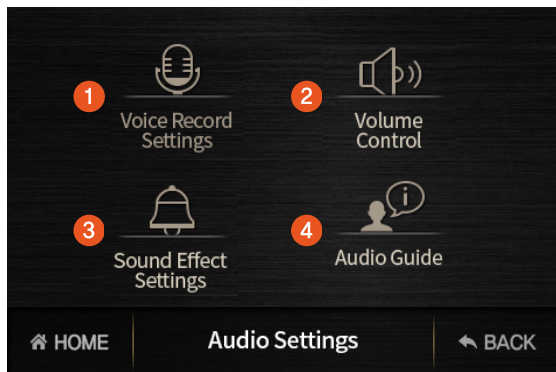 1
Voice Record
Settings
2
Volume
Control
3
Sound Effect
Settings
4
i
Audio Guide
HOME
Audio Settings
BACK